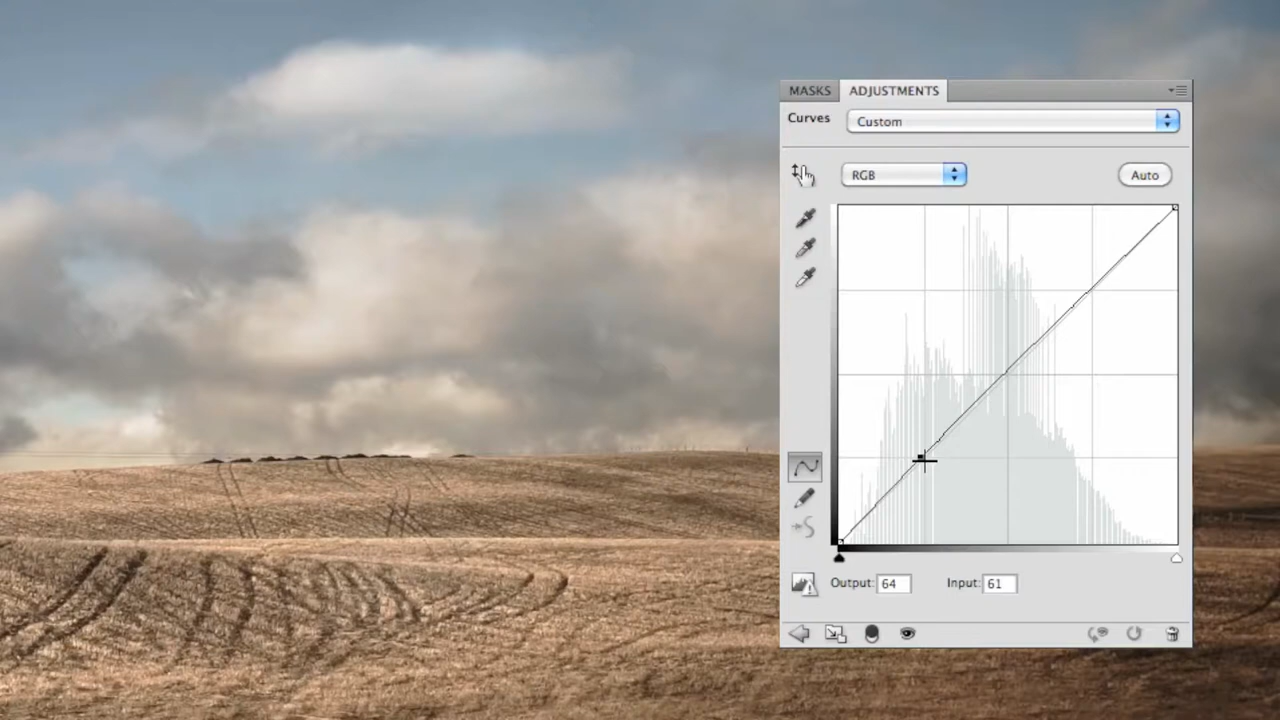 MASKS
ADJUSTMENTS
Curves
Custom
RGB
Auto
Output: 64
Input: 61